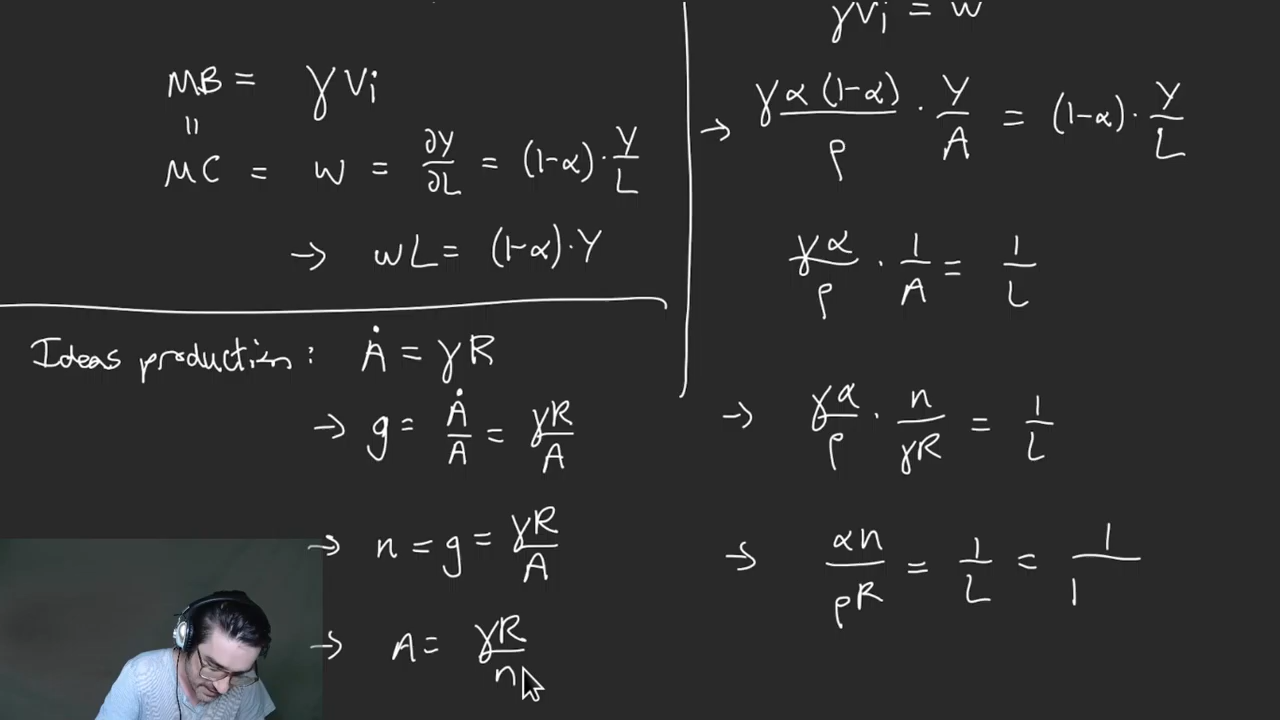 MB = γVᵢ
=
MC = w = ∂Y/∂L = (1-α)·Y/L
→ wL = (1-α)·Y
Ideas production: Ȧ = γR
→ g = Ȧ/A = γR/A
→ n = g = γR/A
→ A = γR/n
γVᵢ = w
→ γα(1-α)/ρ · Y/A = (1-α)·Y/L
γα/ρ · 1/A = 1/L
→ γα/ρ · n/γR = 1/L
→ αn/ρR = 1/L = 1/1